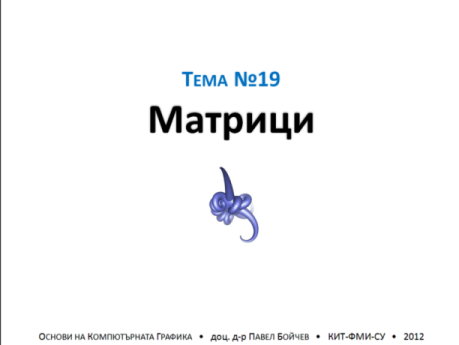 Тема №19
Матрици
Основи на Компютърната Графика • доц. д-р Павел Бойчев • КИТ-ФМИ-СУ • 2012